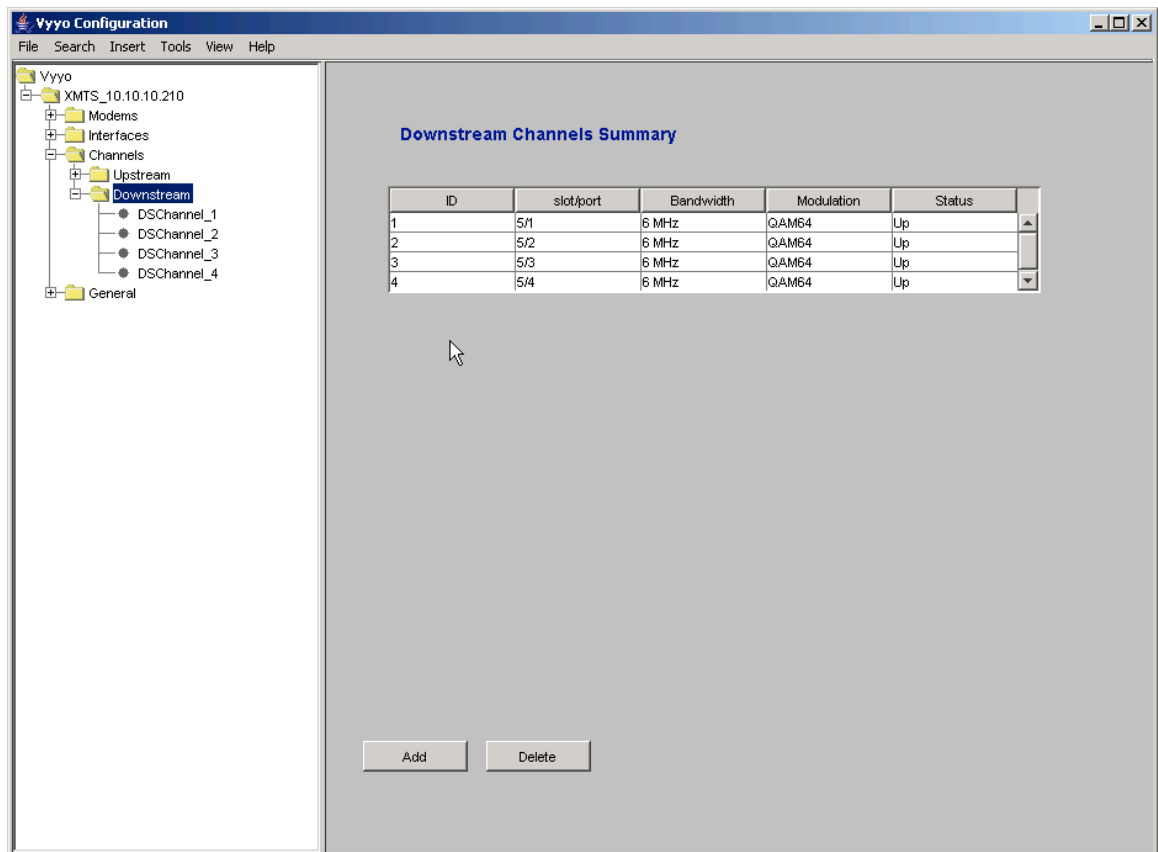 Vyyo Configuration
File Search Insert Tools View Help
Vyyo
XMTS_10.10.10.210
Modems
Interfaces
Channels
Upstream
Downstream
DSChannel_1
DSChannel_2
DSChannel_3
DSChannel_4
General
Downstream Channels Summary
ID slot/port Bandwidth Modulation Status
1 5/1 6 MHz QAM64 Up
2 5/2 6 MHz QAM64 Up
3 5/3 6 MHz QAM64 Up
4 5/4 6 MHz QAM64 Up
Add Delete